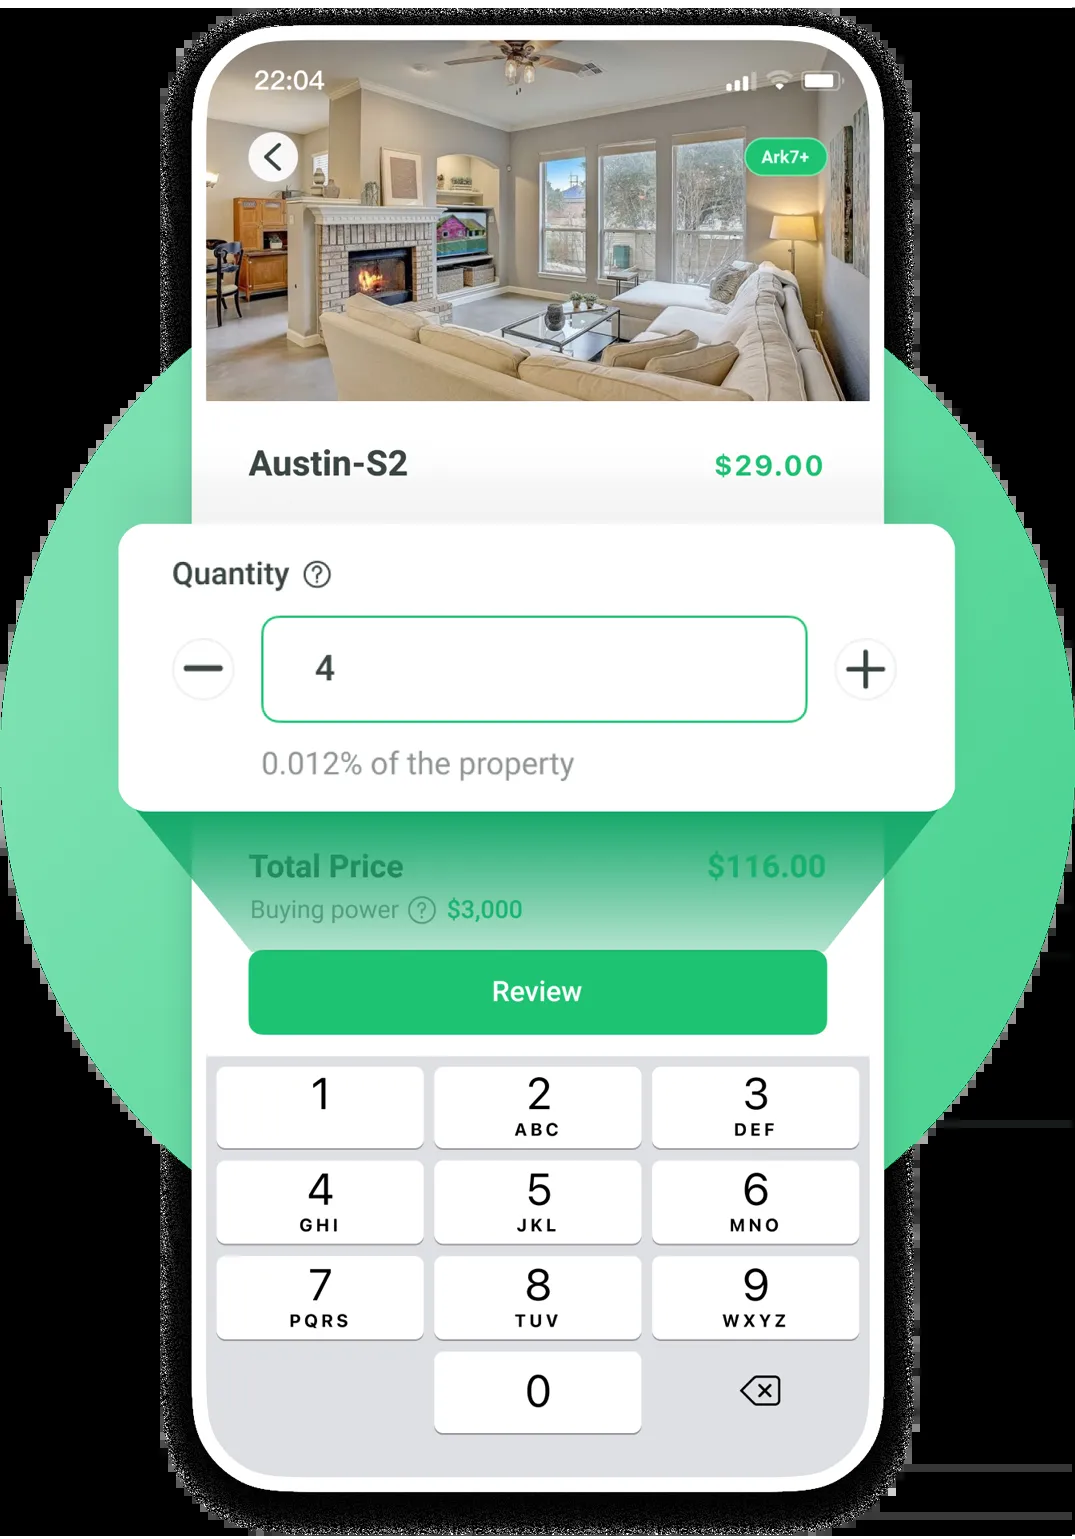 22:04
Ark7+
Austin-S2 $29.00
Quantity ?
4
0.012% of the property
Total Price $116.00
Buying power ? $3,000
Review
1 2 3
ABC DEF
4 5 6
GHI JKL MNO
7 8 9
PQRS TUV WXYZ
0